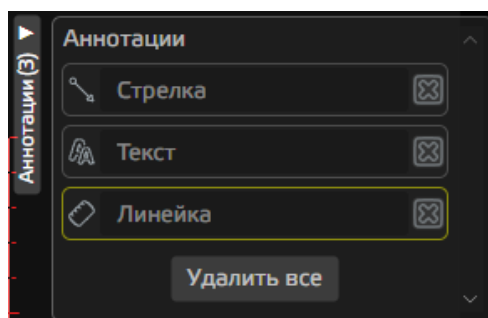 Аннотации (3)
Аннотации
Стрелка
Текст
Линейка
Удалить все